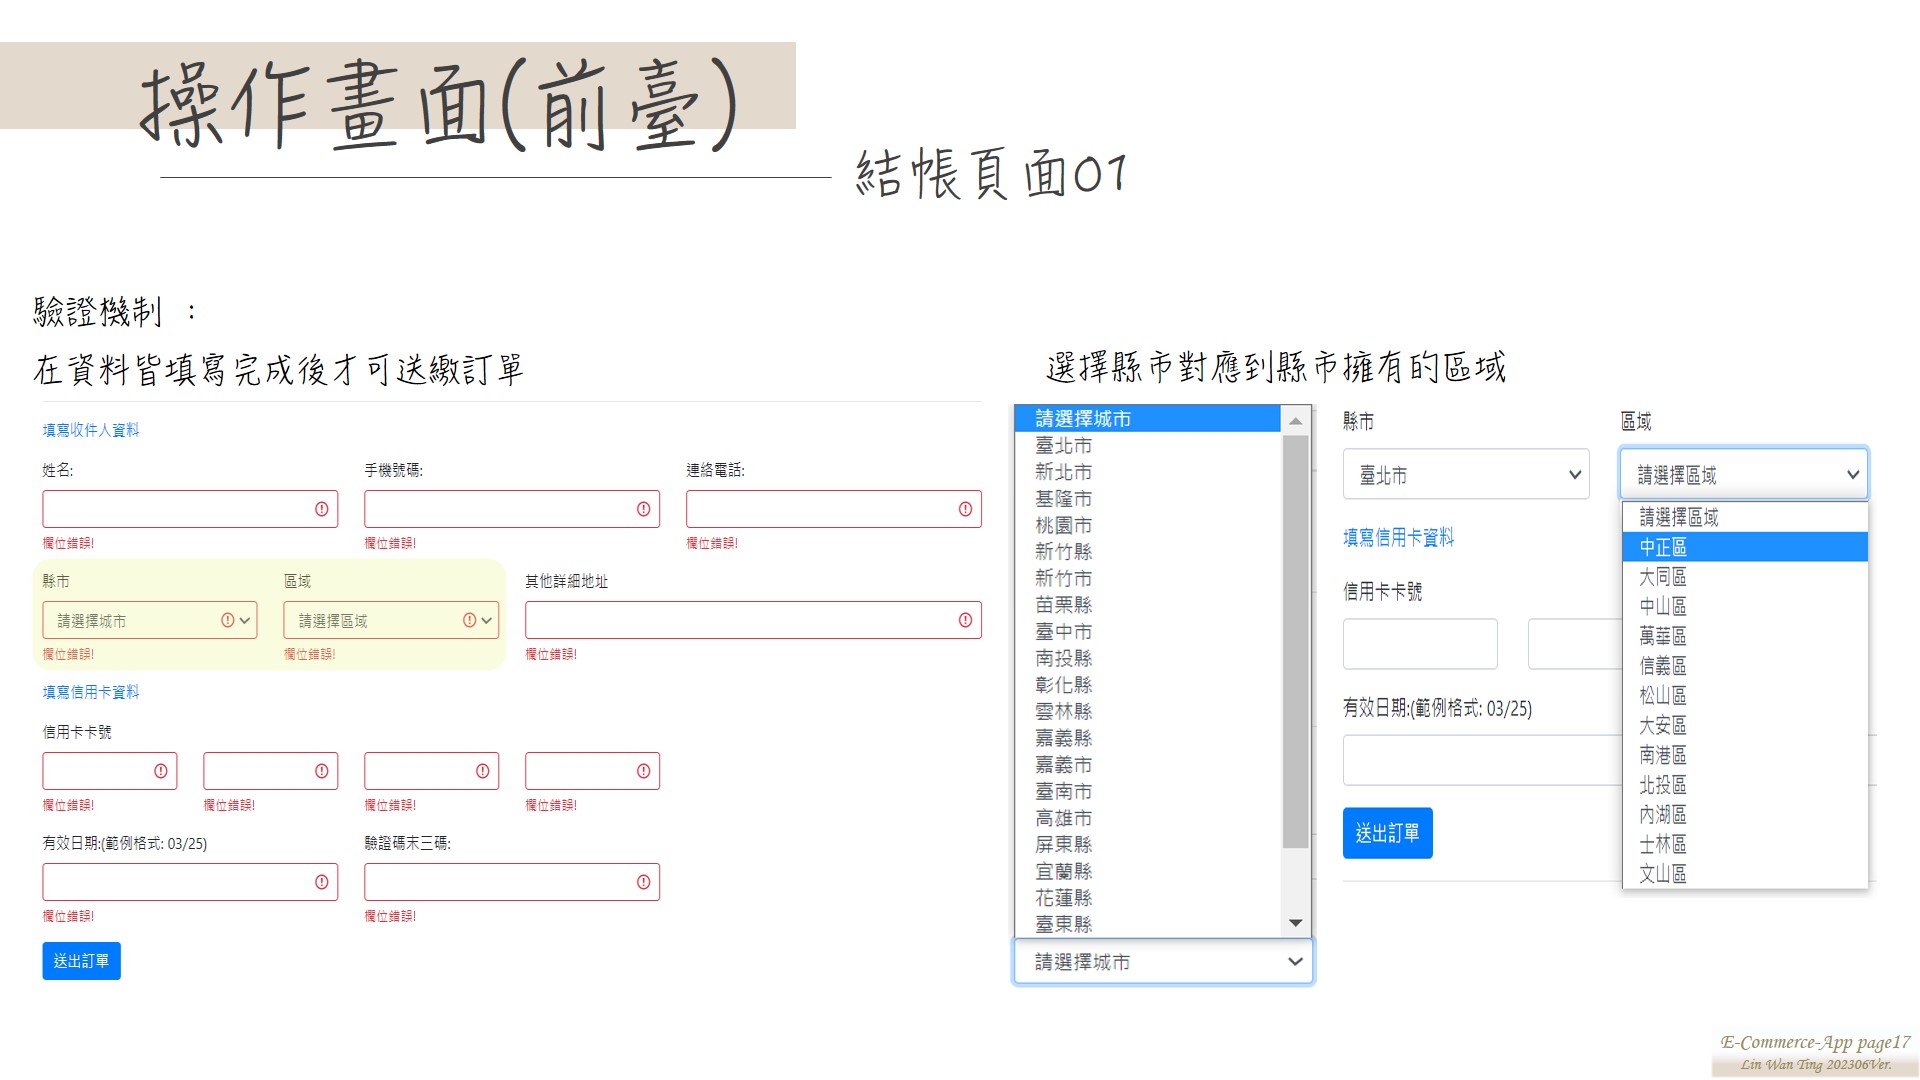 操作畫面(前臺)
結帳頁面01
驗證機制 :
在資料皆填寫完成後才可送繳訂單
填寫收件人資料
姓名: 手機號碼: 連絡電話:
欄位錯誤! 欄位錯誤! 欄位錯誤!
縣市 區域 其他詳細地址
請選擇城市 請選擇區域
欄位錯誤! 欄位錯誤! 欄位錯誤!
填寫信用卡資料
信用卡卡號
欄位錯誤! 欄位錯誤! 欄位錯誤! 欄位錯誤!
有效日期:(範例格式: 03/25) 驗證碼末三碼:
欄位錯誤! 欄位錯誤!
送出訂單
選擇縣市對應到縣市擁有的區域
請選擇城市
臺北市
新北市
基隆市
桃園市
新竹縣
新竹市
苗栗縣
臺中市
南投縣
彰化縣
雲林縣
嘉義縣
嘉義市
臺南市
高雄市
屏東縣
宜蘭縣
花蓮縣
臺東縣
請選擇城市
縣市 區域
臺北市 請選擇區域
填寫信用卡資料
信用卡卡號
有效日期:(範例格式: 03/25)
送出訂單
請選擇區域
中正區
大同區
中山區
萬華區
信義區
松山區
大安區
南港區
北投區
內湖區
士林區
文山區
E-Commerce-App page17
Lin Wan Ting 202306Ver.